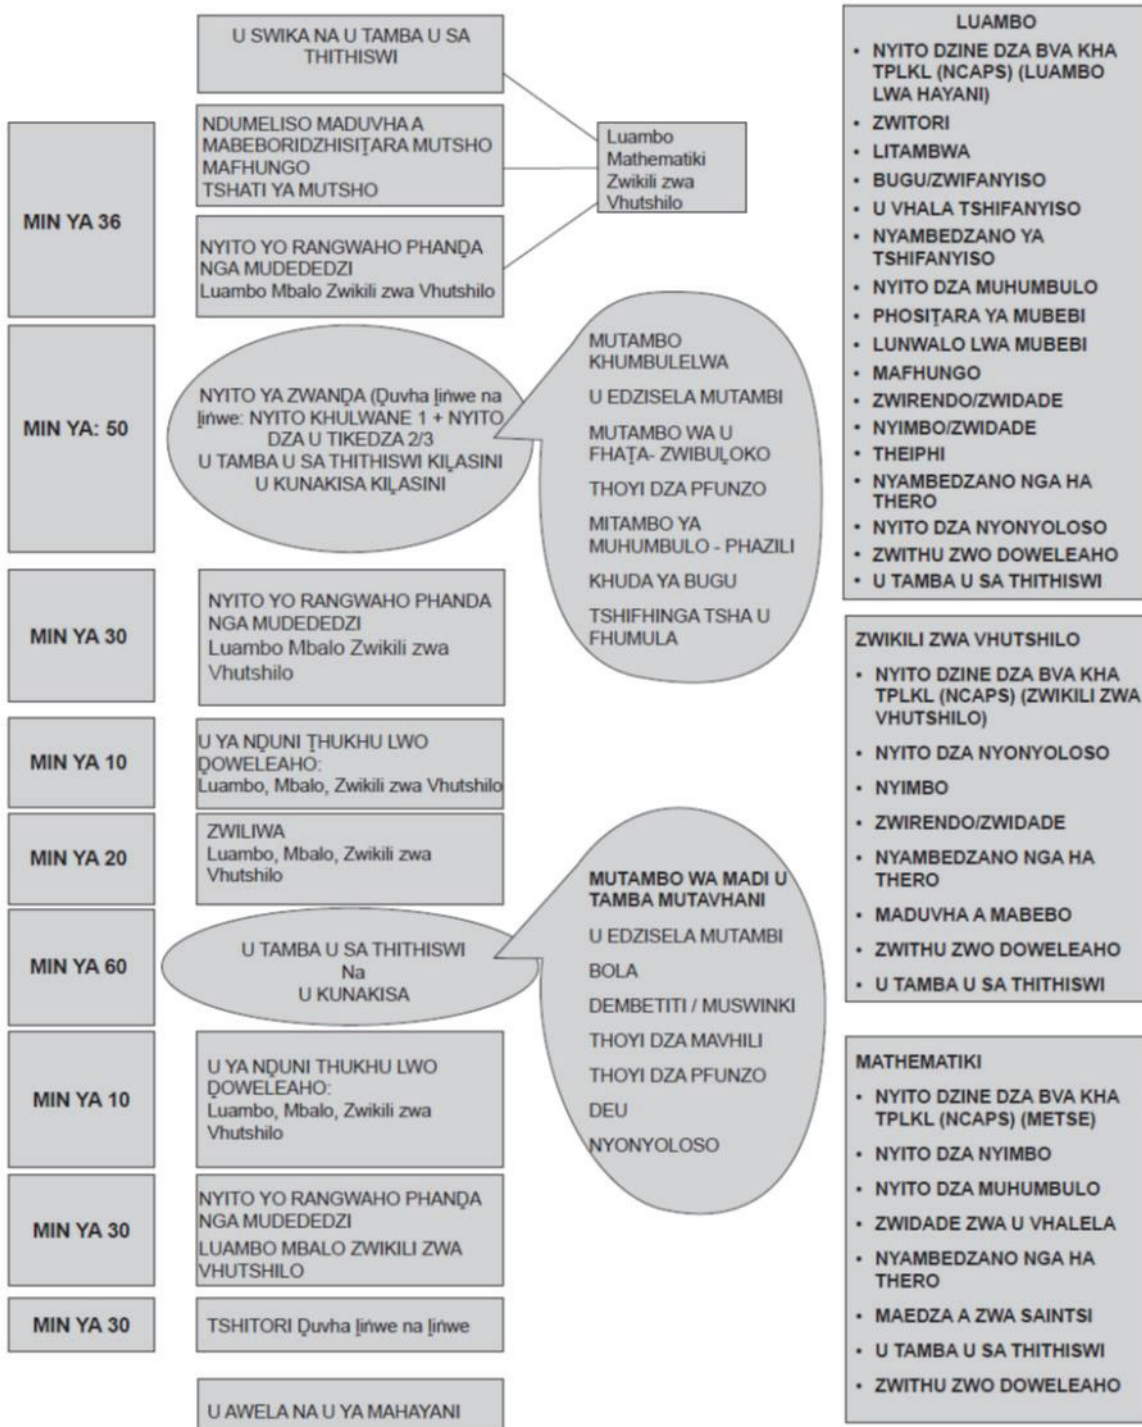 U SWIKA NA U TAMBA U SA
THITHISWI
MIN YA 36
NDUMELISO MADUVHA A
MABEBORIDZHISIṰARA MUTSHO
MAFHUNGO
TSHATI YA MUTSHO
NYITO YO RANGWAHO PHANḒA
NGA MUDEDEDZI
Luambo Mbalo Zwikili zwa Vhutshilo
Luambo
Mathematiki
Zwikili zwa
Vhutshilo
MIN YA: 50
NYITO YA ZWANḒA (Ḓuvha ḽiṅwe na
ḽiṅwe: NYITO KHULWANE 1 + NYITO
DZA U TIKEDZA 2/3
U TAMBA U SA THITHISWI KIḼASINI
U KUNAKISA KIḼASINI
MUTAMBO
KHUMBULELWA
U EDZISELA MUTAMBI
MUTAMBO WA U
FHAṰA- ZWIBUḼOKO
THOYI DZA PFUNZO
MITAMBO YA
MUHUMBULO - PHAZILI
KHUDA YA BUGU
TSHIFHINGA TSHA U
FHUMULA
MIN YA 30
NYITO YO RANGWAHO PHANDA
NGA MUDEDEDZI
Luambo Mbalo Zwikili zwa
Vhutshilo
MIN YA 10
U YA NḒUNI ṰHUKHU LWO
ḒOWELEAHO:
Luambo, Mbalo, Zwikili zwa Vhutshilo
MIN YA 20
ZWILIWA
Luambo, Mbalo, Zwikili zwa
Vhutshilo
MIN YA 60
U TAMBA U SA THITHISWI
Na
U KUNAKISA
MUTAMBO WA MADI U
TAMBA MUTAVHANI
U EDZISELA MUTAMBI
BOLA
DEMBETITI / MUSWINKI
THOYI DZA MAVHILI
THOYI DZA PFUNZO
DEU
NYONYOLOSO
MIN YA 10
U YA NḒUNI THUKHU LWO
ḒOWELEAHO:
Luambo, Mbalo, Zwikili zwa
Vhutshilo
MIN YA 30
NYITO YO RANGWAHO PHANḒA
NGA MUDEDEDZI
LUAMBO MBALO ZWIKILI ZWA
VHUTSHILO
MIN YA 30
TSHITORI Ḓuvha ḽiṅwe na ḽiṅwe
U AWELA NA U YA MAHAYANI
LUAMBO
• NYITO DZINE DZA BVA KHA
TPLKL (NCAPS) (LUAMBO
LWA HAYANI)
• ZWITORI
• LITAMBWA
• BUGU/ZWIFANYISO
• U VHALA TSHIFANYISO
• NYAMBEDZANO YA
TSHIFANYISO
• NYITO DZA MUHUMBULO
• PHOSIṰARA YA MUBEBI
• LUNWALO LWA MUBEBI
• MAFHUNGO
• ZWIRENDO/ZWIDADE
• NYIMBO/ZWIDADE
• THEIPHI
• NYAMBEDZANO NGA HA
THERO
• NYITO DZA NYONYOLOSO
• ZWITHU ZWO DOWELEAHO
• U TAMBA U SA THITHISWI
ZWIKILI ZWA VHUTSHILO
• NYITO DZINE DZA BVA KHA
TPLKL (NCAPS) (ZWIKILI ZWA
VHUTSHILO)
• NYITO DZA NYONYOLOSO
• NYIMBO
• ZWIRENDO/ZWIDADE
• NYAMBEDZANO NGA HA
THERO
• MADUVHA A MABEBO
• ZWITHU ZWO DOWELEAHO
• U TAMBA U SA THITHISWI
MATHEMATIKI
• NYITO DZINE DZA BVA KHA
TPLKL (NCAPS) (METSE)
• NYITO DZA NYIMBO
• NYITO DZA MUHUMBULO
• ZWIDADE ZWA U VHALELA
• NYAMBEDZANO NGA HA
THERO
• MAEDZA A ZWA SAINTSI
• U TAMBA U SA THITHISWI
• ZWITHU ZWO DOWELEAHO